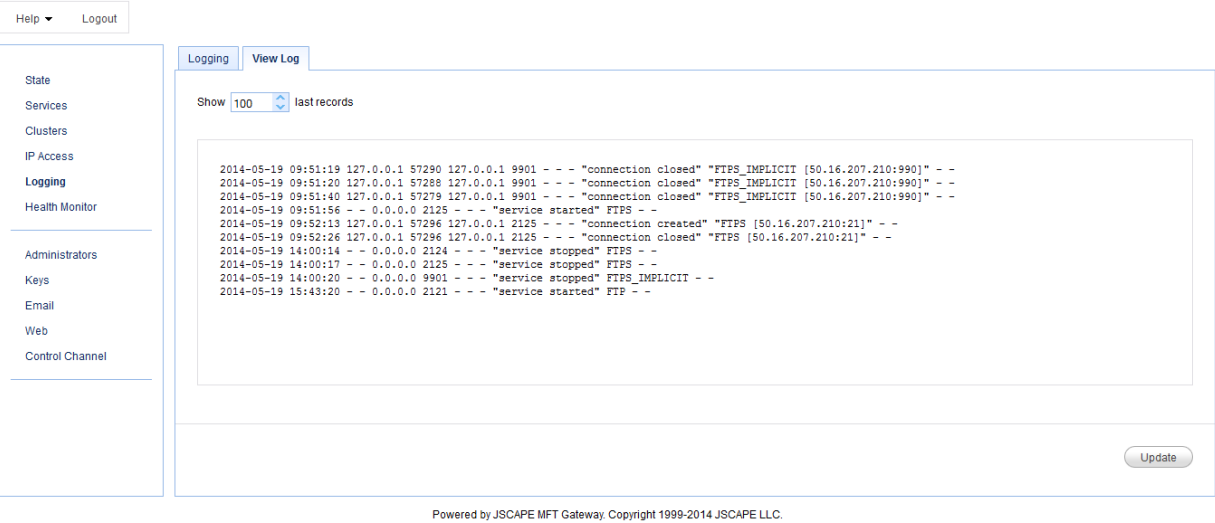 Help Logout
Logging View Log
State
Services
Clusters
IP Access
Logging
Health Monitor
Administrators
Keys
Email
Web
Control Channel
Show 100 last records
2014-05-19 09:51:19 127.0.0.1 57290 127.0.0.1 9901 - - - "connection closed" "FTPS_IMPLICIT [50.16.207.210:990]" - -
2014-05-19 09:51:20 127.0.0.1 57288 127.0.0.1 9901 - - - "connection closed" "FTPS_IMPLICIT [50.16.207.210:990]" - -
2014-05-19 09:51:40 127.0.0.1 57279 127.0.0.1 9901 - - - "connection closed" "FTPS_IMPLICIT [50.16.207.210:990]" - -
2014-05-19 09:51:56 - - 0.0.0.0 2125 - - - "service started" FTPS - -
2014-05-19 09:52:13 127.0.0.1 57296 127.0.0.1 2125 - - - "connection created" "FTPS [50.16.207.210:21]" - -
2014-05-19 09:52:26 127.0.0.1 57296 127.0.0.1 2125 - - - "connection closed" "FTPS [50.16.207.210:21]" - -
2014-05-19 14:00:14 - - 0.0.0.0 2124 - - - "service stopped" FTPS - -
2014-05-19 14:00:17 - - 0.0.0.0 2125 - - - "service stopped" FTPS - -
2014-05-19 14:00:20 - - 0.0.0.0 9901 - - - "service stopped" FTPS_IMPLICIT - -
2014-05-19 15:43:20 - - 0.0.0.0 2121 - - - "service started" FTP - -
Update
Powered by JSCAPE MFT Gateway. Copyright 1999-2014 JSCAPE LLC.